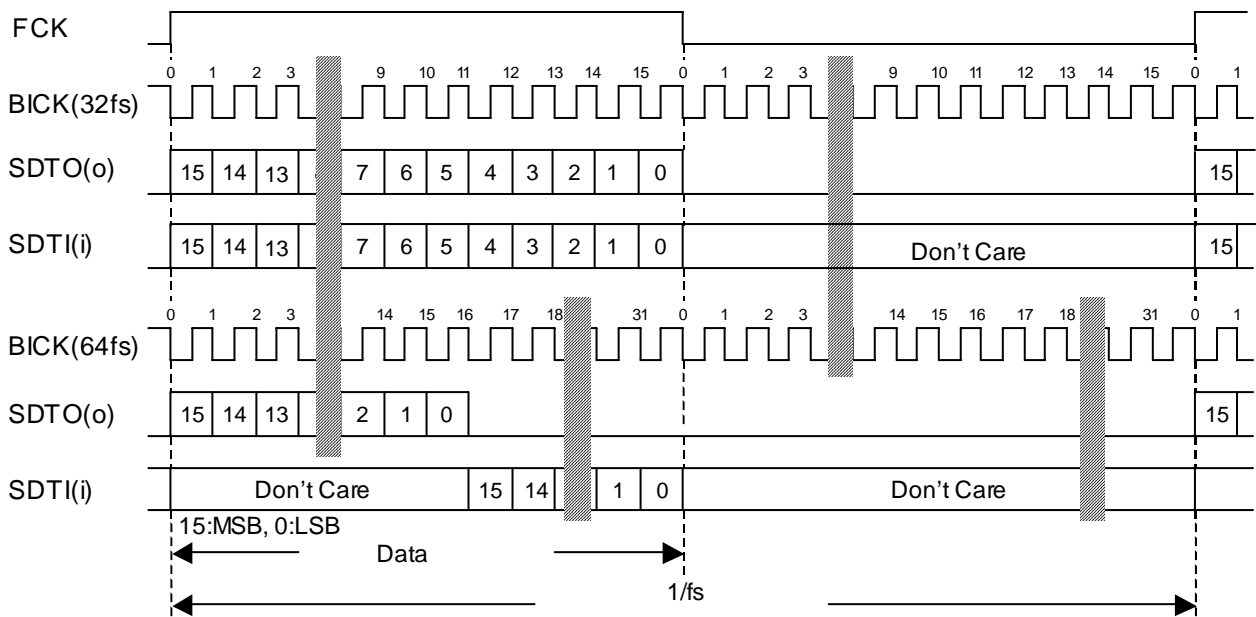 FCK
0 1 2 3 9 10 11 12 13 14 15 0 1 2 3 9 10 11 12 13 14 15 0 1
BICK(32fs)
SDTO(o) 15 14 13 7 6 5 4 3 2 1 0 15
SDTI(i) 15 14 13 7 6 5 4 3 2 1 0 Don't Care 15
0 1 2 3 14 15 16 17 18 31 0 1 2 3 14 15 16 17 18 31 0 1
BICK(64fs)
SDTO(o) 15 14 13 2 1 0 15
SDTI(i) Don't Care 15 14 1 0 Don't Care
15:MSB, 0:LSB
Data
1/fs